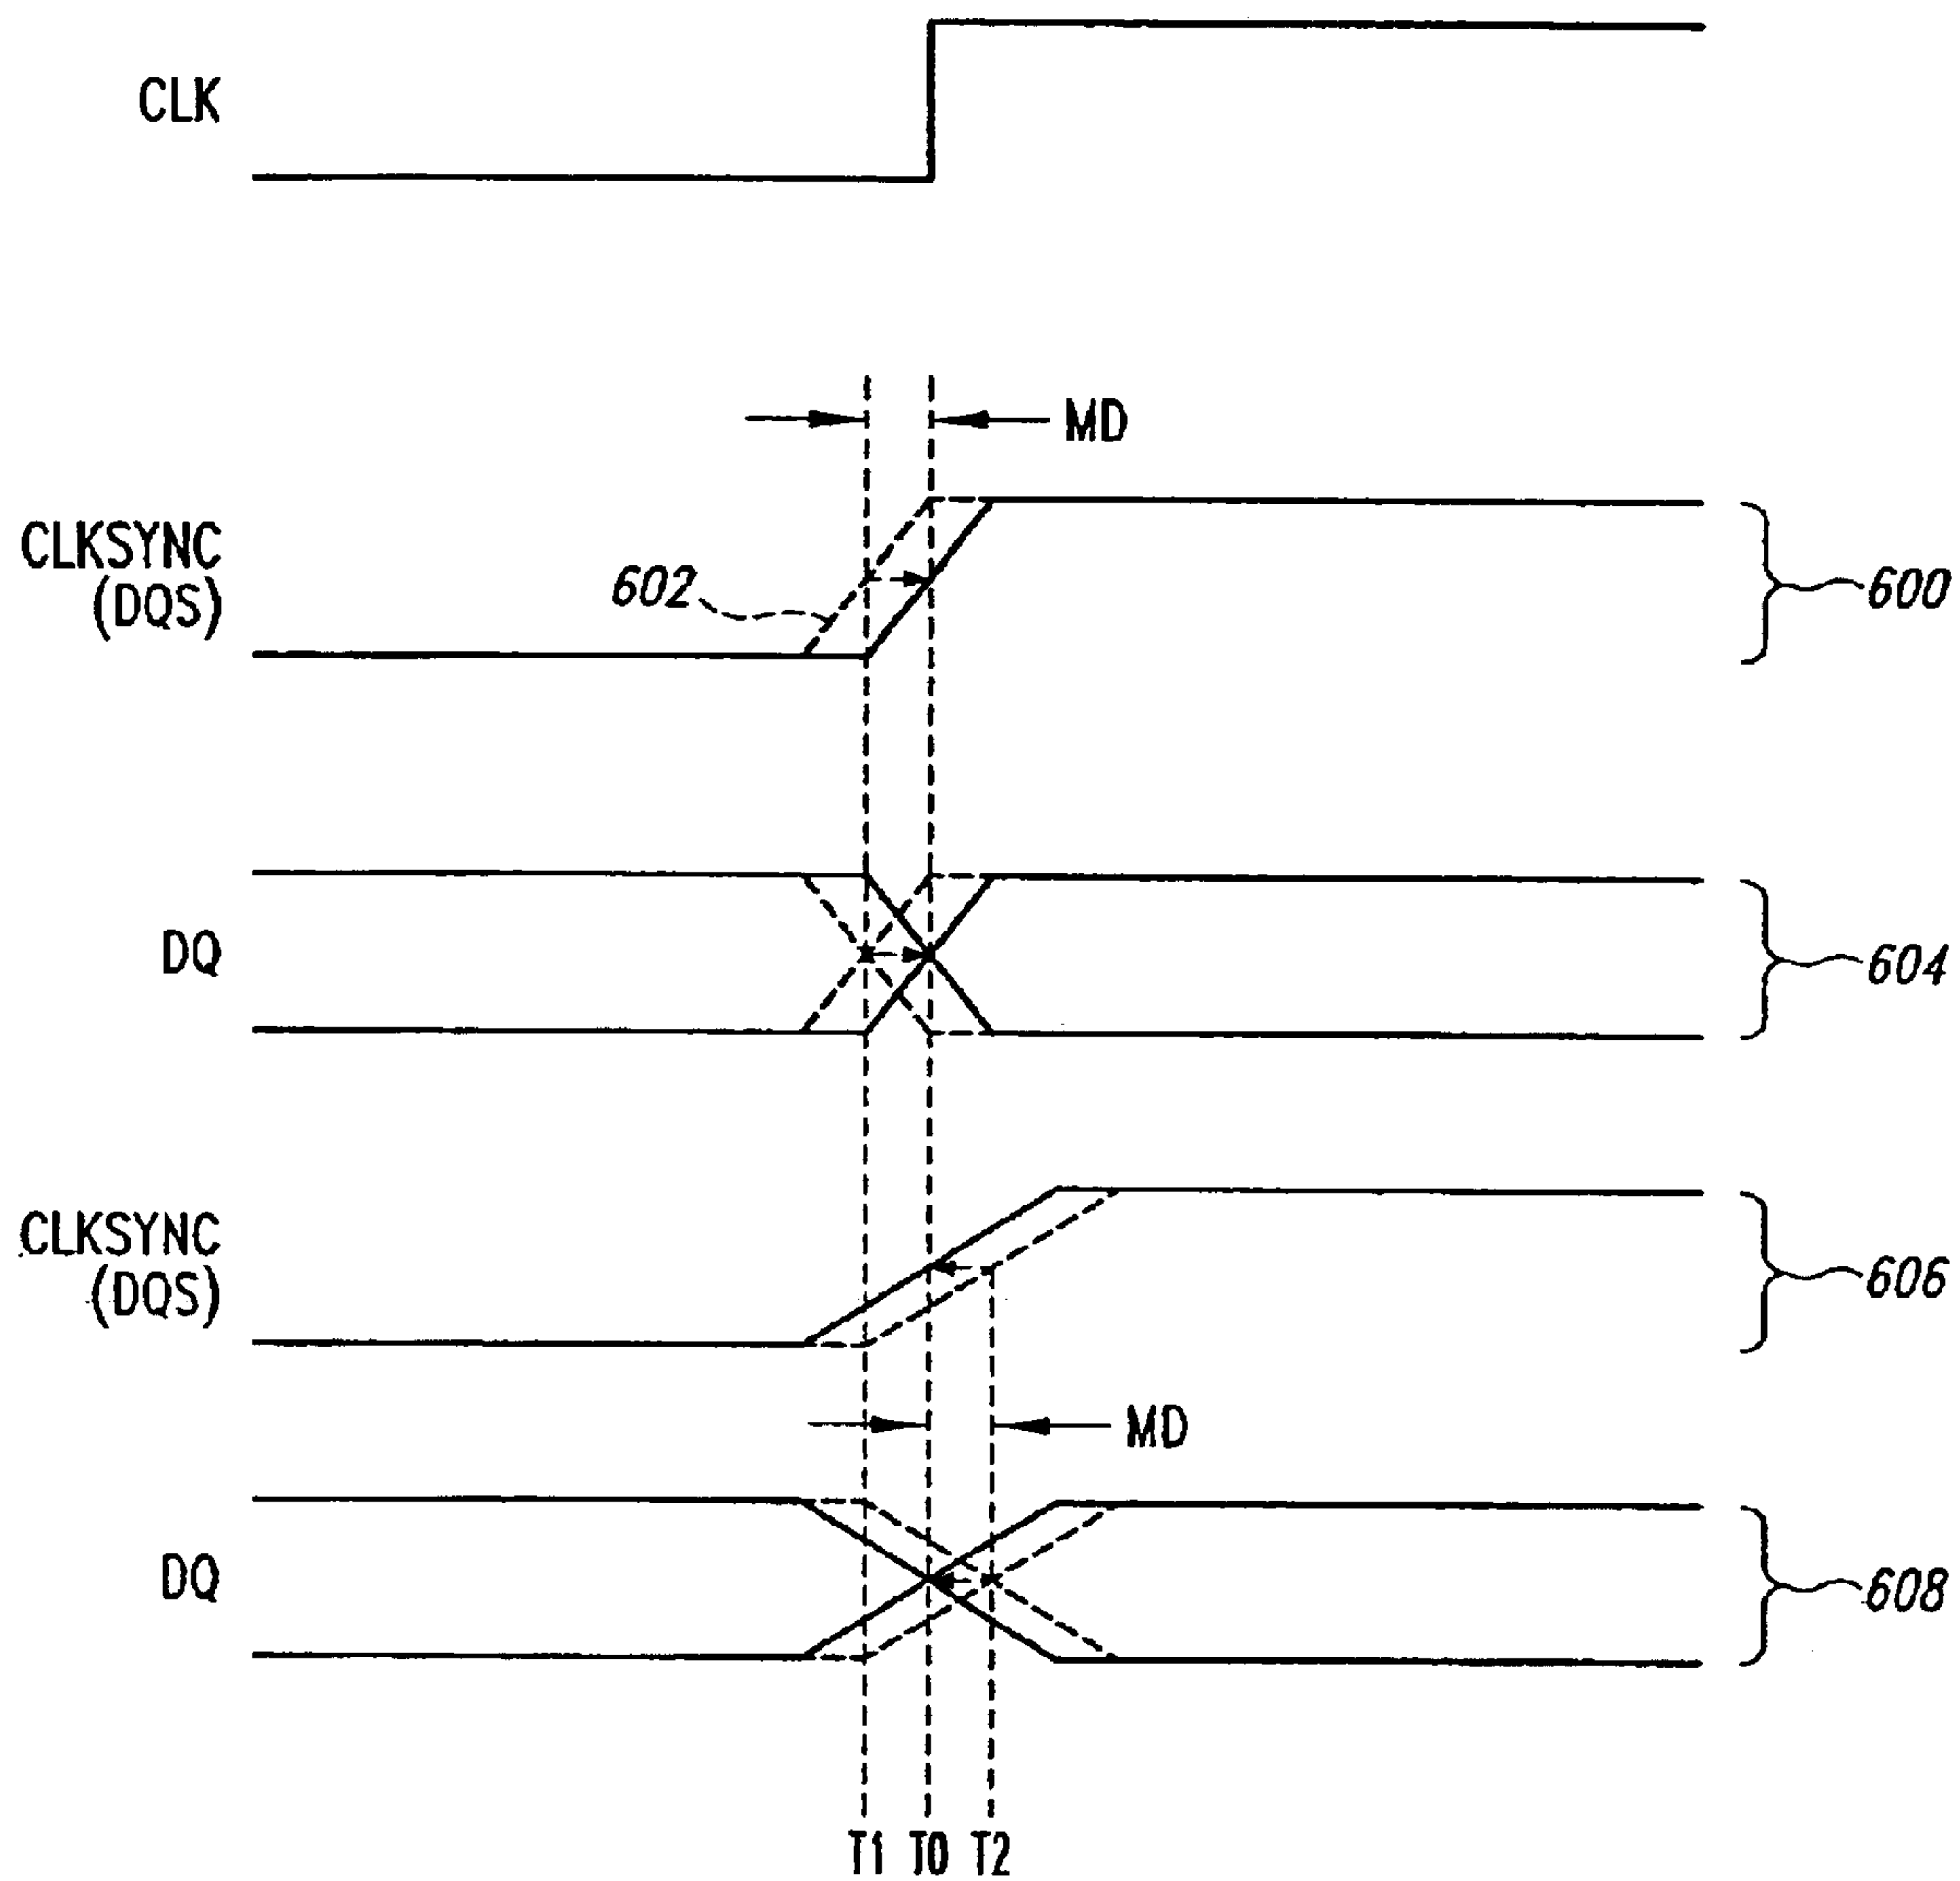 CLK
MD
CLKSYNC
(DQS)
602
600
DQ
604
CLKSYNC
(DQS)
606
MD
DQ
608
T1 T0 T2